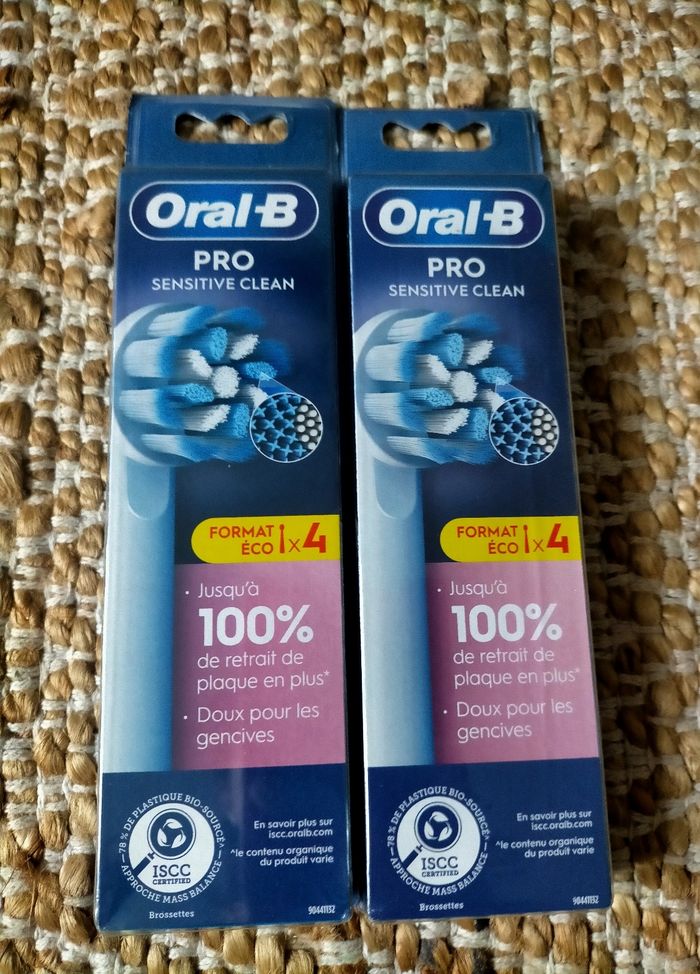 Oral-B
PRO
SENSITIVE CLEAN
FORMAT
ÉCO x4
• Jusqu'à
100%
de retrait de
plaque en plus*
• Doux pour les
gencives
78 % DE PLASTIQUE BIO-SOURCÉ^
ISCC
CERTIFIED
APPROCHE MASS BALANCE
En savoir plus sur
iscc.oralb.com
^le contenu organique
du produit varie
Brossettes
90441132
Oral-B
PRO
SENSITIVE CLEAN
FORMAT
ÉCO x4
• Jusqu'à
100%
de retrait de
plaque en plus*
• Doux pour les
gencives
78 % DE PLASTIQUE BIO-SOURCÉ^
ISCC
CERTIFIED
APPROCHE MASS BALANCE
En savoir plus sur
iscc.oralb.com
^le contenu organique
du produit varie
Brossettes
90441132